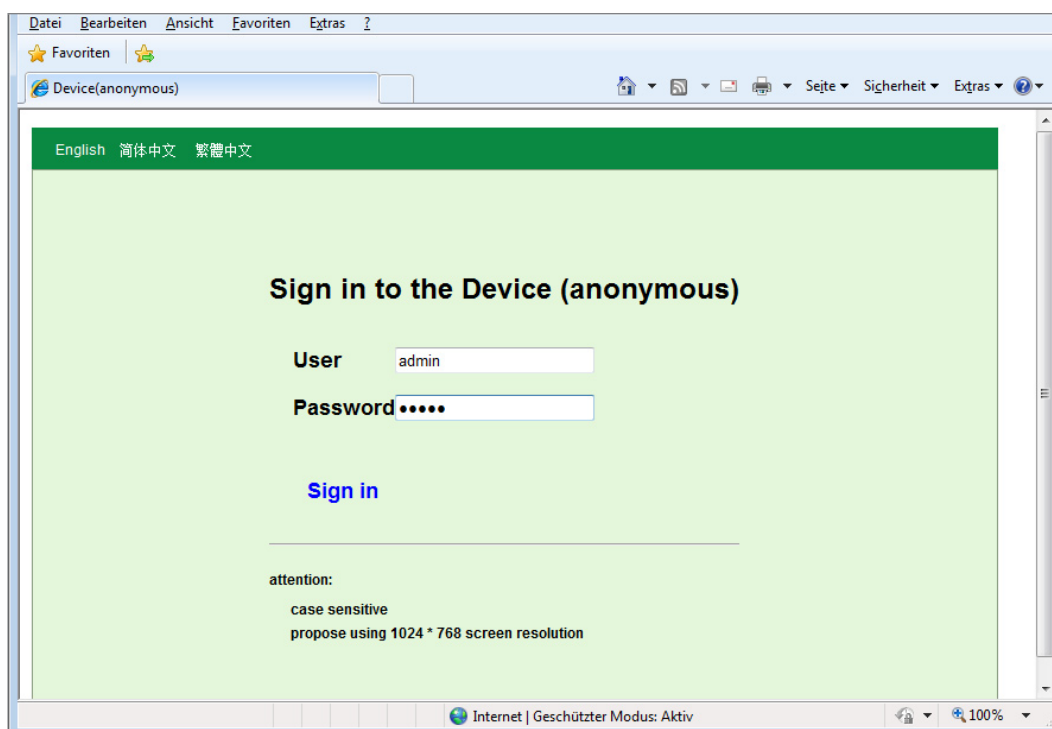 Datei Bearbeiten Ansicht Favoriten Extras ?
Favoriten
Device(anonymous)
Seite Sicherheit Extras
English 简体中文 繁體中文
Sign in to the Device (anonymous)
User admin
Password •••••
Sign in
attention:
case sensitive
propose using 1024 * 768 screen resolution
Internet | Geschützter Modus: Aktiv 100%